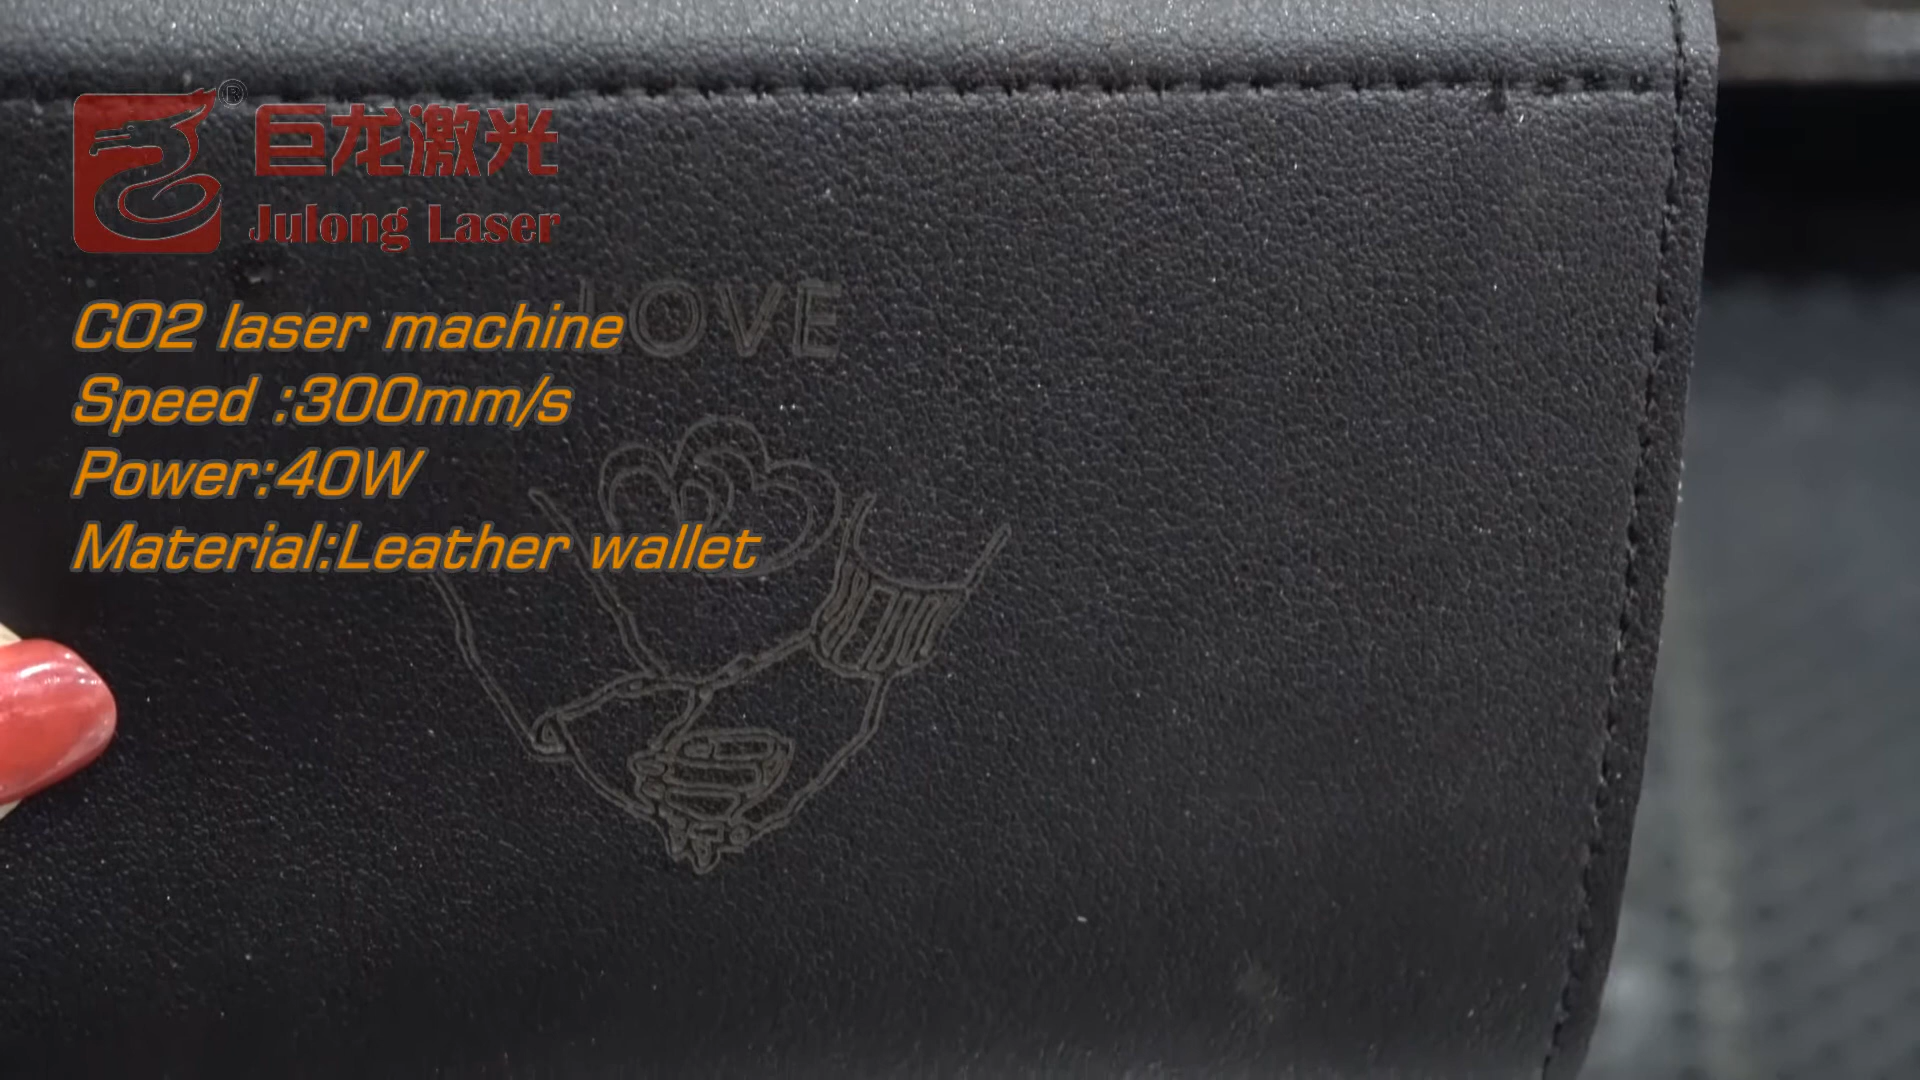 巨龙激光
®
Julong Laser
LOVE
CO2 laser machine
Speed :300mm/s
Power:40W
Material:Leather wallet